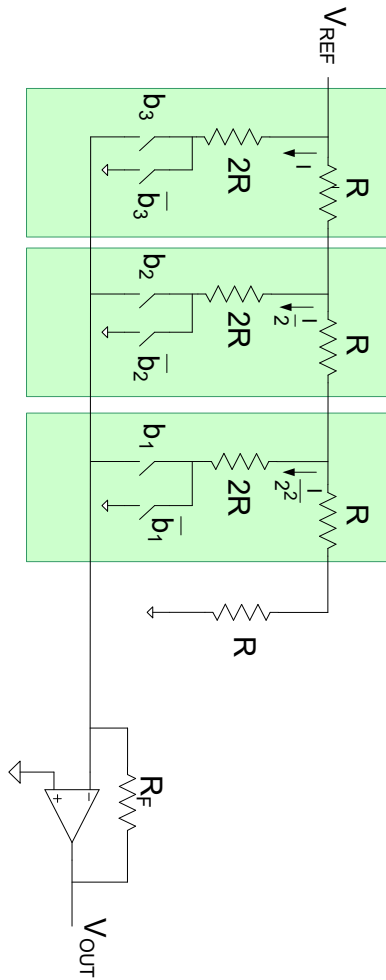 V_REF
R
R
R
I
I/2
I/2²
2R
2R
2R
R
b₃
b̅₃
b₂
b̅₂
b₁
b̅₁
R_F
−
+
V_OUT